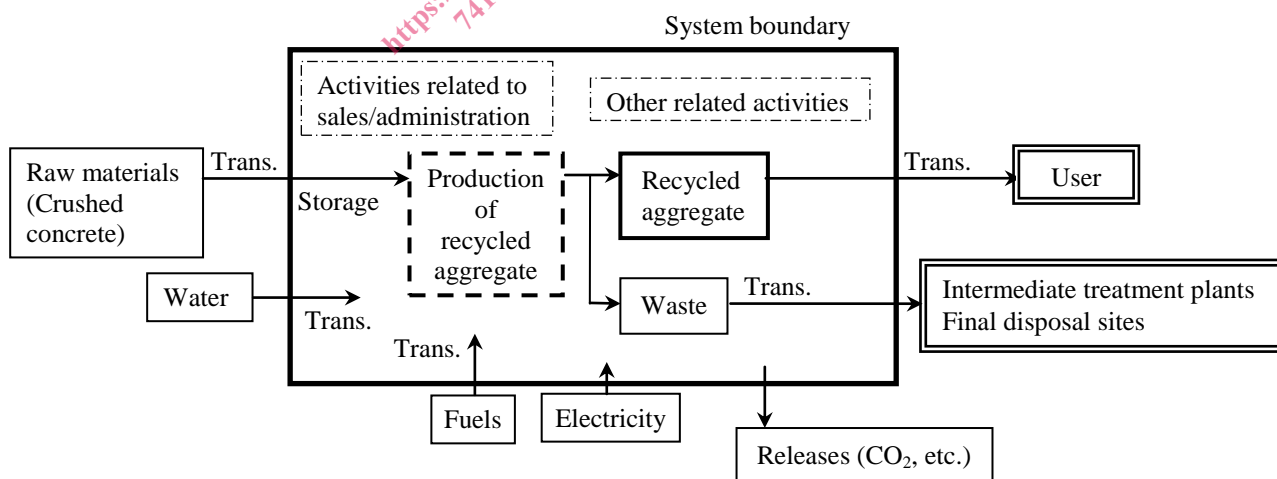 https:
741
System boundary
Activities related to
sales/administration
Other related activities
Raw materials
(Crushed
concrete)
Trans.
Storage
Production
of
recycled
aggregate
Recycled
aggregate
Trans.
User
Water
Trans.
Waste
Trans.
Intermediate treatment plants
Final disposal sites
Trans.
Fuels
Electricity
Releases (CO₂, etc.)